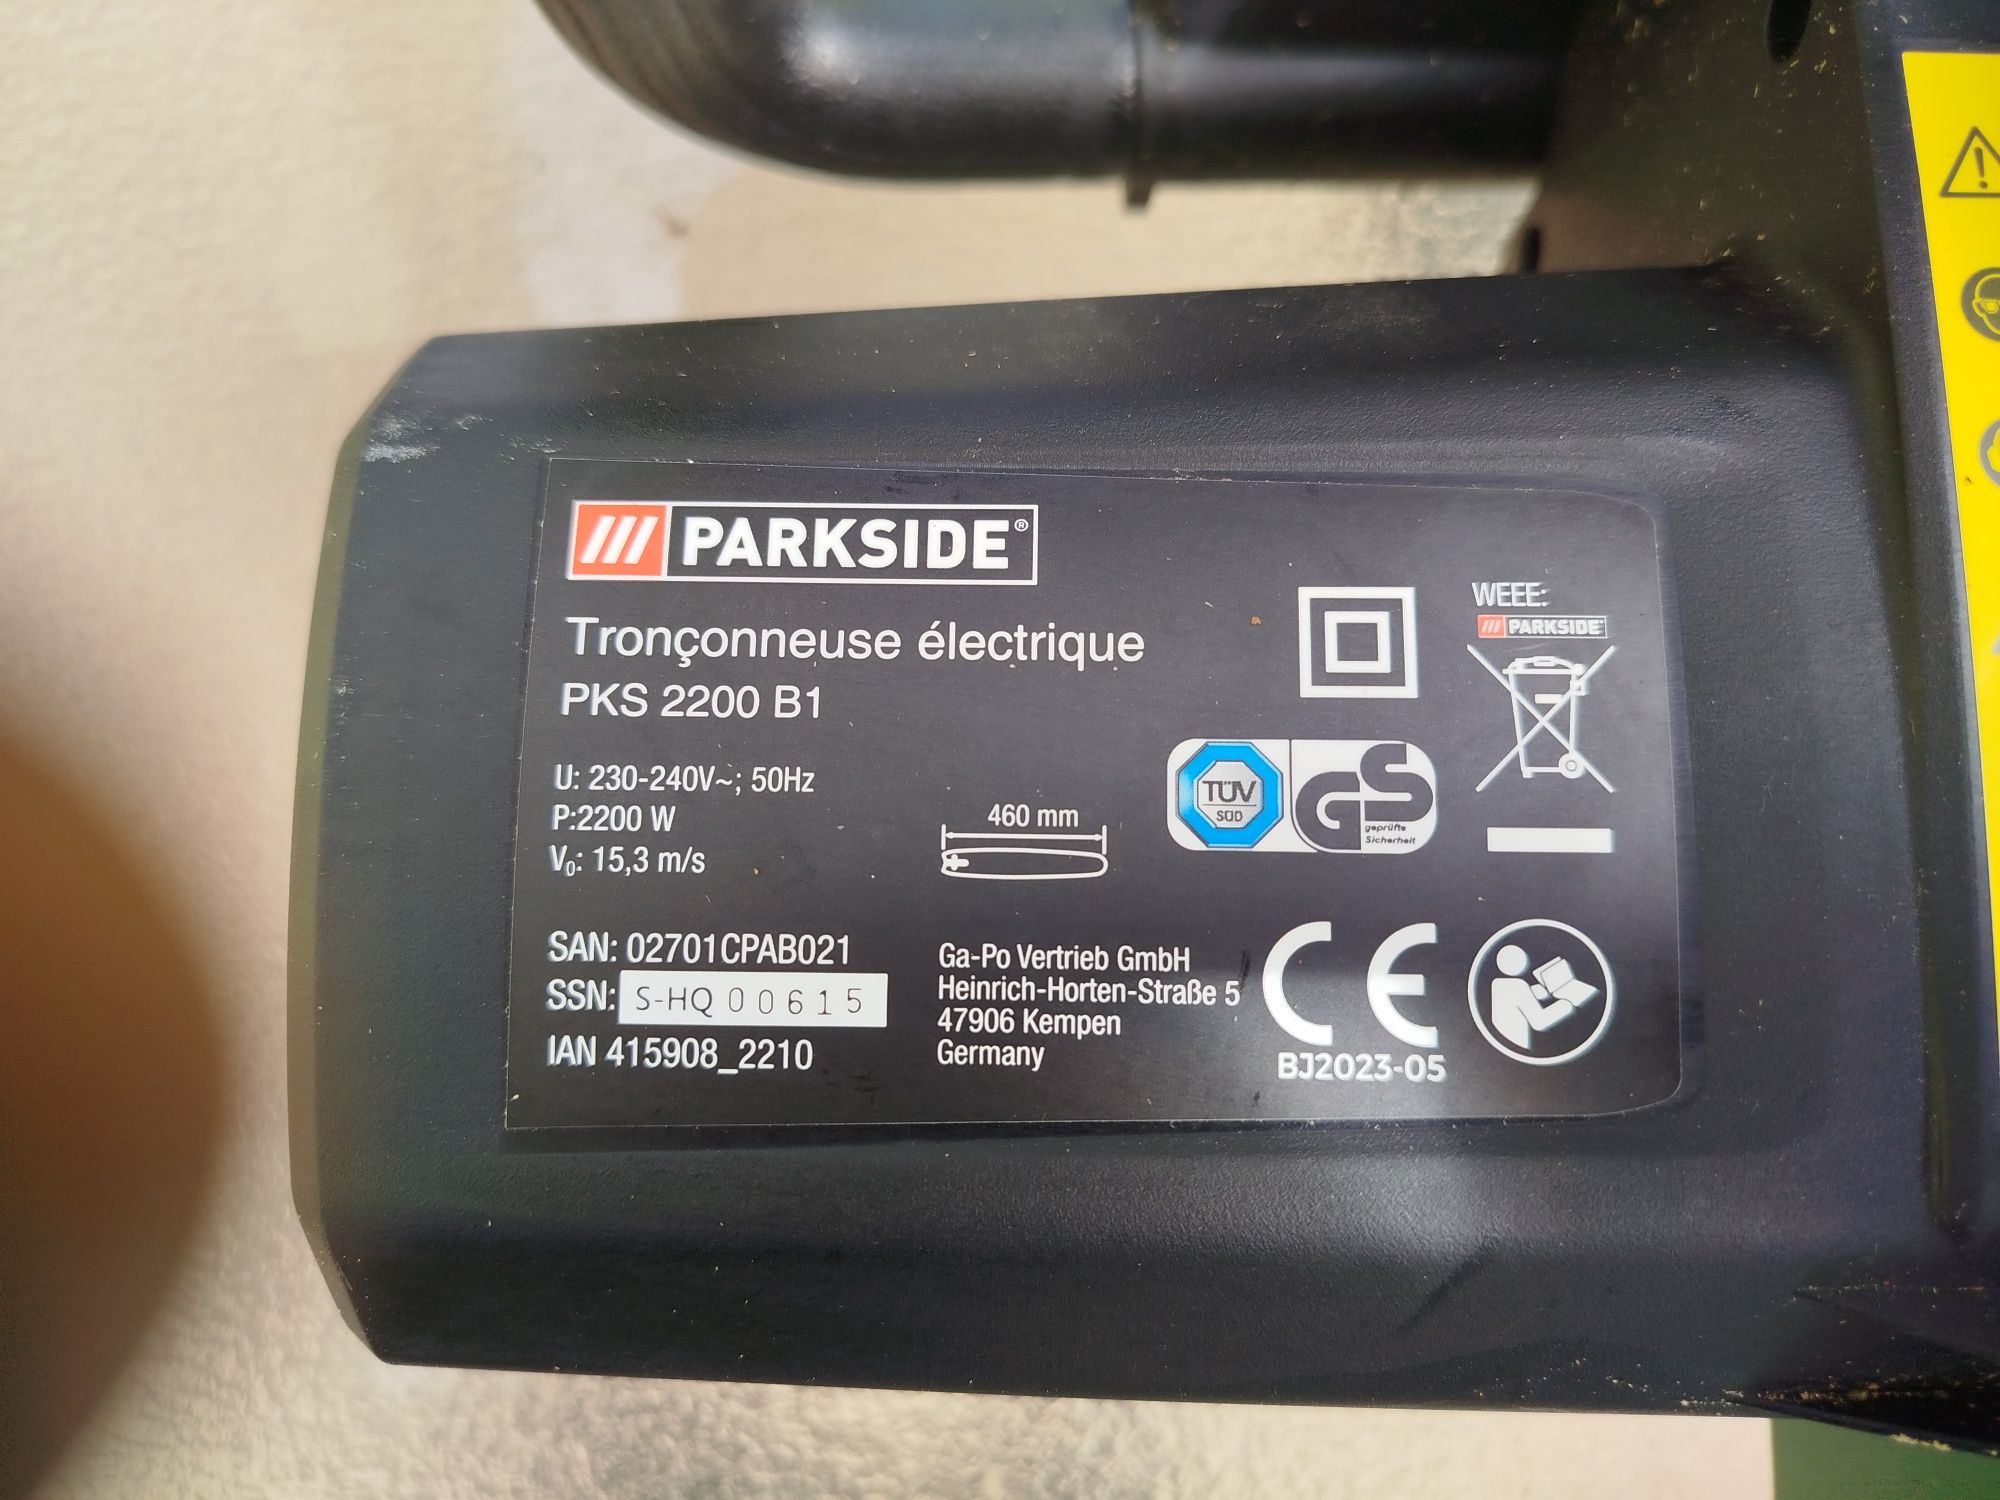 PARKSIDE®
Tronçonneuse électrique
PKS 2200 B1
U: 230-240V~; 50Hz
P:2200 W
V₀: 15,3 m/s
460 mm
SAN: 02701CPAB021
SSN: S-HQ00615
IAN 415908_2210
Ga-Po Vertrieb GmbH
Heinrich-Horten-Straße 5
47906 Kempen
Germany
TÜV
SÜD
GS
geprüfte
Sicherheit
WEEE:
PARKSIDE
CE
BJ2023-05